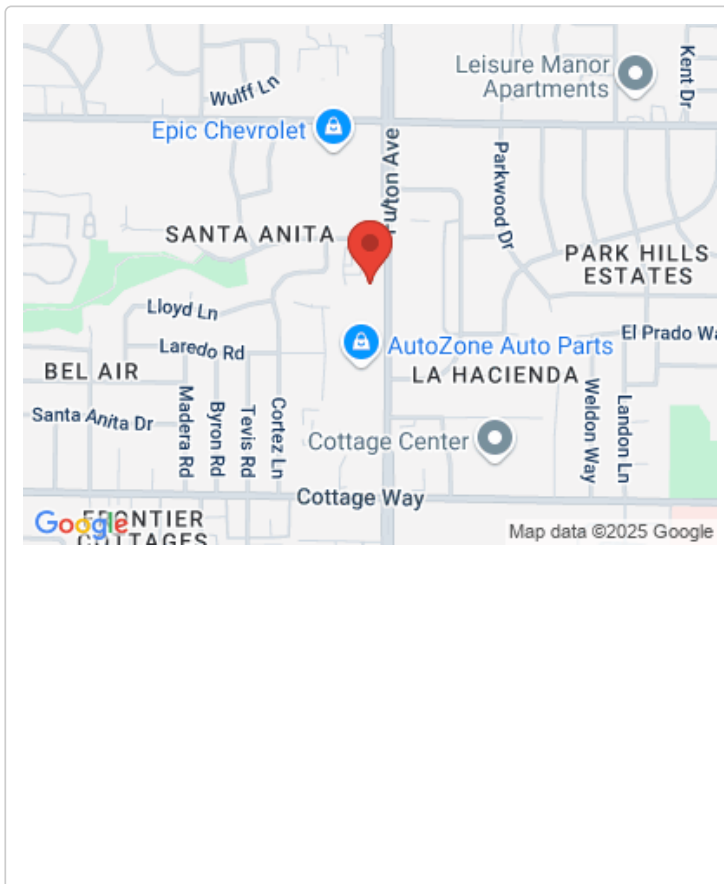 Leisure Manor
Apartments
Kent Dr
Wulff Ln
Epic Chevrolet
Fulton Ave
Parkwood Dr
SANTA ANITA
PARK HILLS
ESTATES
Lloyd Ln
El Prado Wa
AutoZone Auto Parts
Laredo Rd
BEL AIR
LA HACIENDA
Santa Anita Dr
Madera Rd
Byron Rd
Tevis Rd
Cortez Ln
Weldon Way
Landon Ln
Cottage Center
Cottage Way
FRONTIER
COTTAGES
Google
Map data ©2025 Google